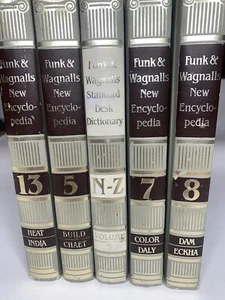 Funk &
Wagnalls
New
Encyclo-
pedia
13
HEAT
INDIA
Funk &
Wagnalls
New
Encyclo-
pedia
5
BUILD
CHAET
Funk &
Wagnalls
Standard
Desk
Dictionary
N-Z
VOLUME
Funk &
Wagnalls
New
Encyclo-
pedia
7
COLOR
DALY
Funk &
Wagnalls
New
Encyclo-
pedia
8
DAM
ECKHA